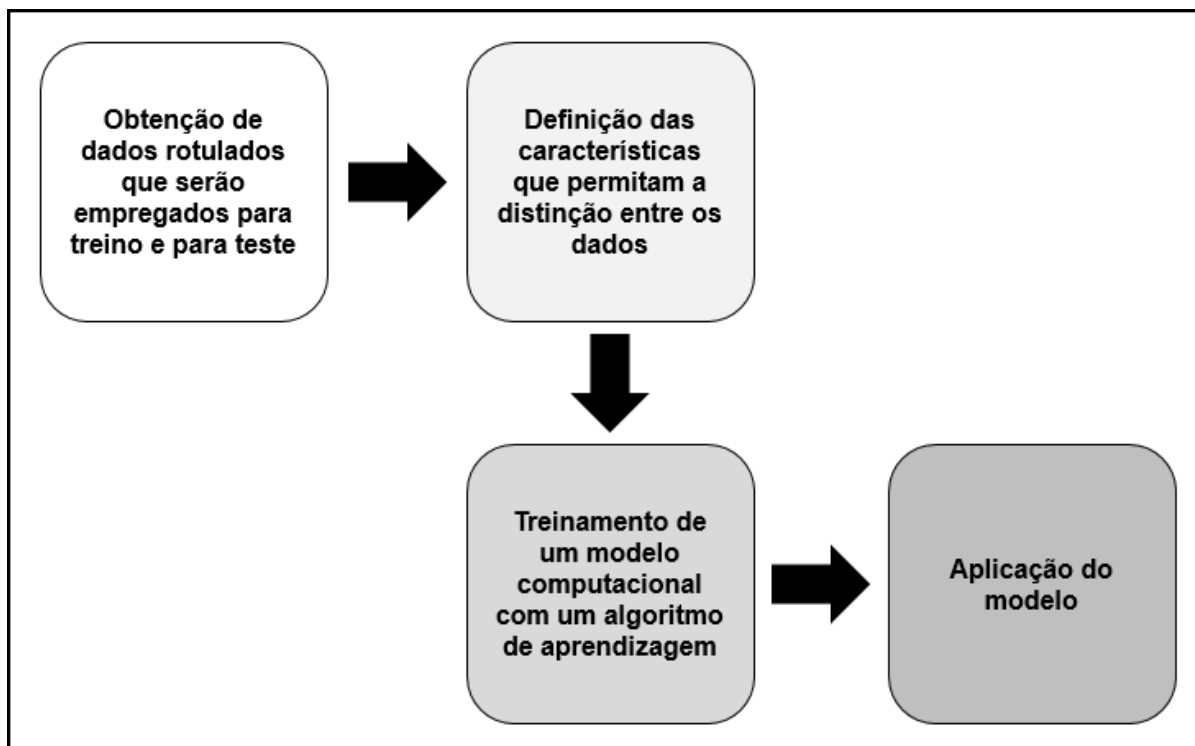 Obtenção de
dados rotulados
que serão
empregados para
treino e para teste
Definição das
características
que permitam a
distinção entre os
dados
Treinamento de
um modelo
computacional
com um algoritmo
de aprendizagem
Aplicação do
modelo